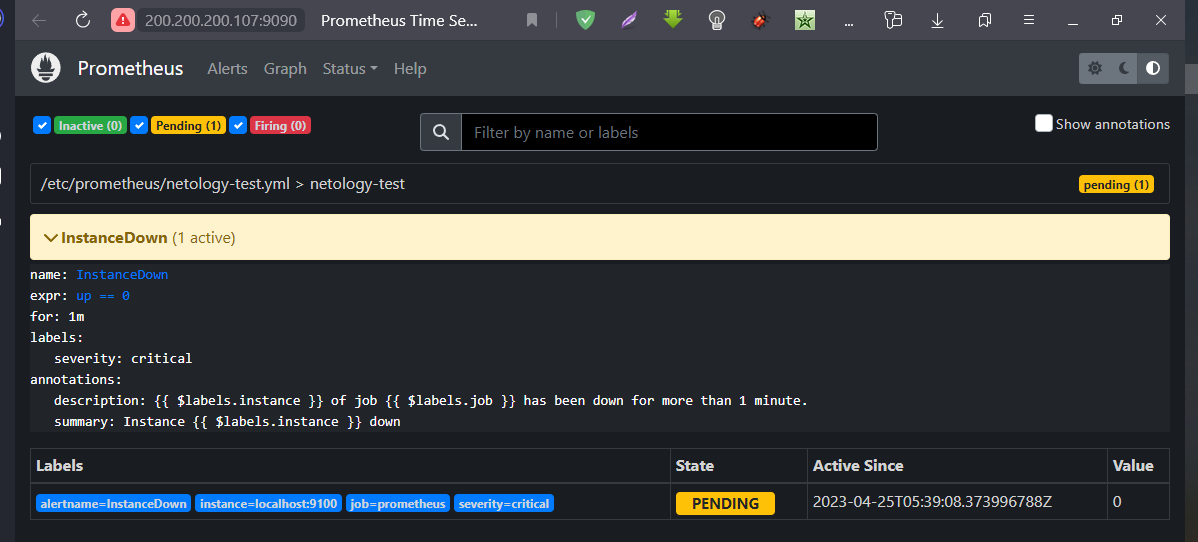 200.200.200.107:9090 Prometheus Time Se... ...
Prometheus Alerts Graph Status Help
Inactive (0) Pending (1) Firing (0) Filter by name or labels Show annotations
/etc/prometheus/netology-test.yml > netology-test pending (1)
InstanceDown (1 active)
name: InstanceDown
expr: up == 0
for: 1m
labels:
severity: critical
annotations:
description: {{ $labels.instance }} of job {{ $labels.job }} has been down for more than 1 minute.
summary: Instance {{ $labels.instance }} down
Labels State Active Since Value
alertname=InstanceDown instance=localhost:9100 job=prometheus severity=critical PENDING 2023-04-25T05:39:08.373996788Z 0